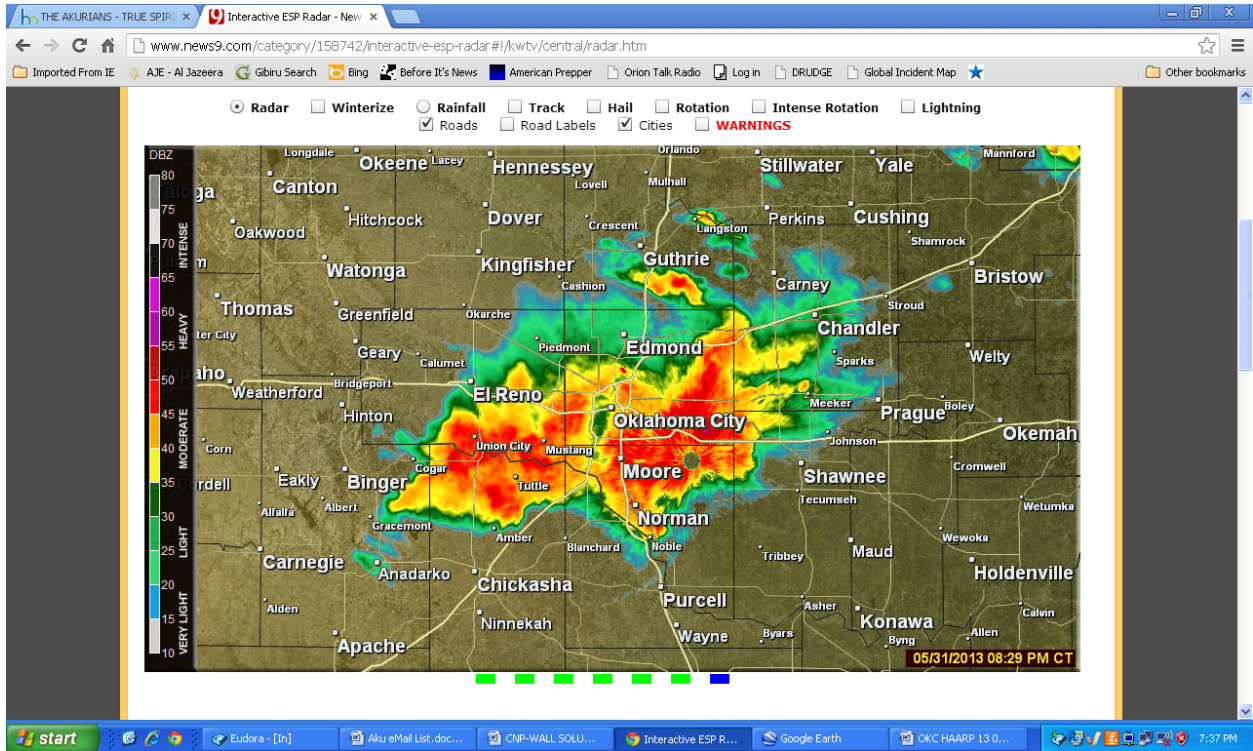 THE AKURIANS - TRUE SPIRI
Interactive ESP Radar - New
www.news9.com/category/158742/interactive-esp-radar#!/kwtv/central/radar.htm
Imported From IE AJE - Al Jazeera Gibiru Search Bing Before It's News American Prepper Orion Talk Radio Log in DRUDGE Global Incident Map Other bookmarks
Radar Winterize Rainfall Track Hail Rotation Intense Rotation Lightning
Roads Road Labels Cities WARNINGS
DBZ
80
75
70
65
60
55
50
45
40
35
30
25
20
15
10
INTENSE
HEAVY
MODERATE
LIGHT
VERY LIGHT
Longdale Okeene Lacey Hennessey Orlando Stillwater Yale Mannford
Canton Lovell Mulhall
Hitchcock Dover Crescent Langston Perkins Cushing
Oakwood Shamrock
Watonga Kingfisher Guthrie Bristow
Cashion Carney
Thomas Greenfield Okarche Stroud
ter City Chandler
Geary Calumet Piedmont Edmond Sparks Welty
paho Weatherford Bridgeport El Reno Meeker Prague Boley
Hinton Oklahoma City Okemah
Corn Union City Mustang Johnson
Cogar Moore Shawnee Cromwell
rdell Eakly Binger Tuttle Tecumseh
Alfalfa Albert Gracemont Norman Wetumka
Amber Blanchard Noble Wewoka
Carnegie Anadarko Tribbey Maud
Chickasha Holdenville
Alden Purcell Asher Calvin
Ninnekah Konawa
Apache Wayne Byars Byng Allen
05/31/2013 08:29 PM CT
start Eudora - [In] Aku eMail List.doc... CNP-WALL SOLU... Interactive ESP R... Google Earth OKC HAARP 13 0... 7:37 PM